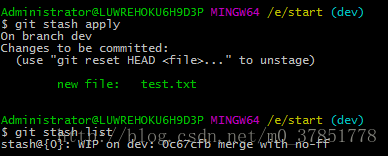 Administrator@LUWREHOKU6H9D3P MINGW64 /e/start (dev)
$ git stash apply
On branch dev
Changes to be committed:
  (use "git reset HEAD <file>..." to unstage)

        new file:   test.txt

Administrator@LUWREHOKU6H9D3P MINGW64 /e/start (dev)
$ git stash list
stash@{0}: WIP on dev: 0c67cfb merge with no-ff
http://blog.csdn.net/m0_37851778